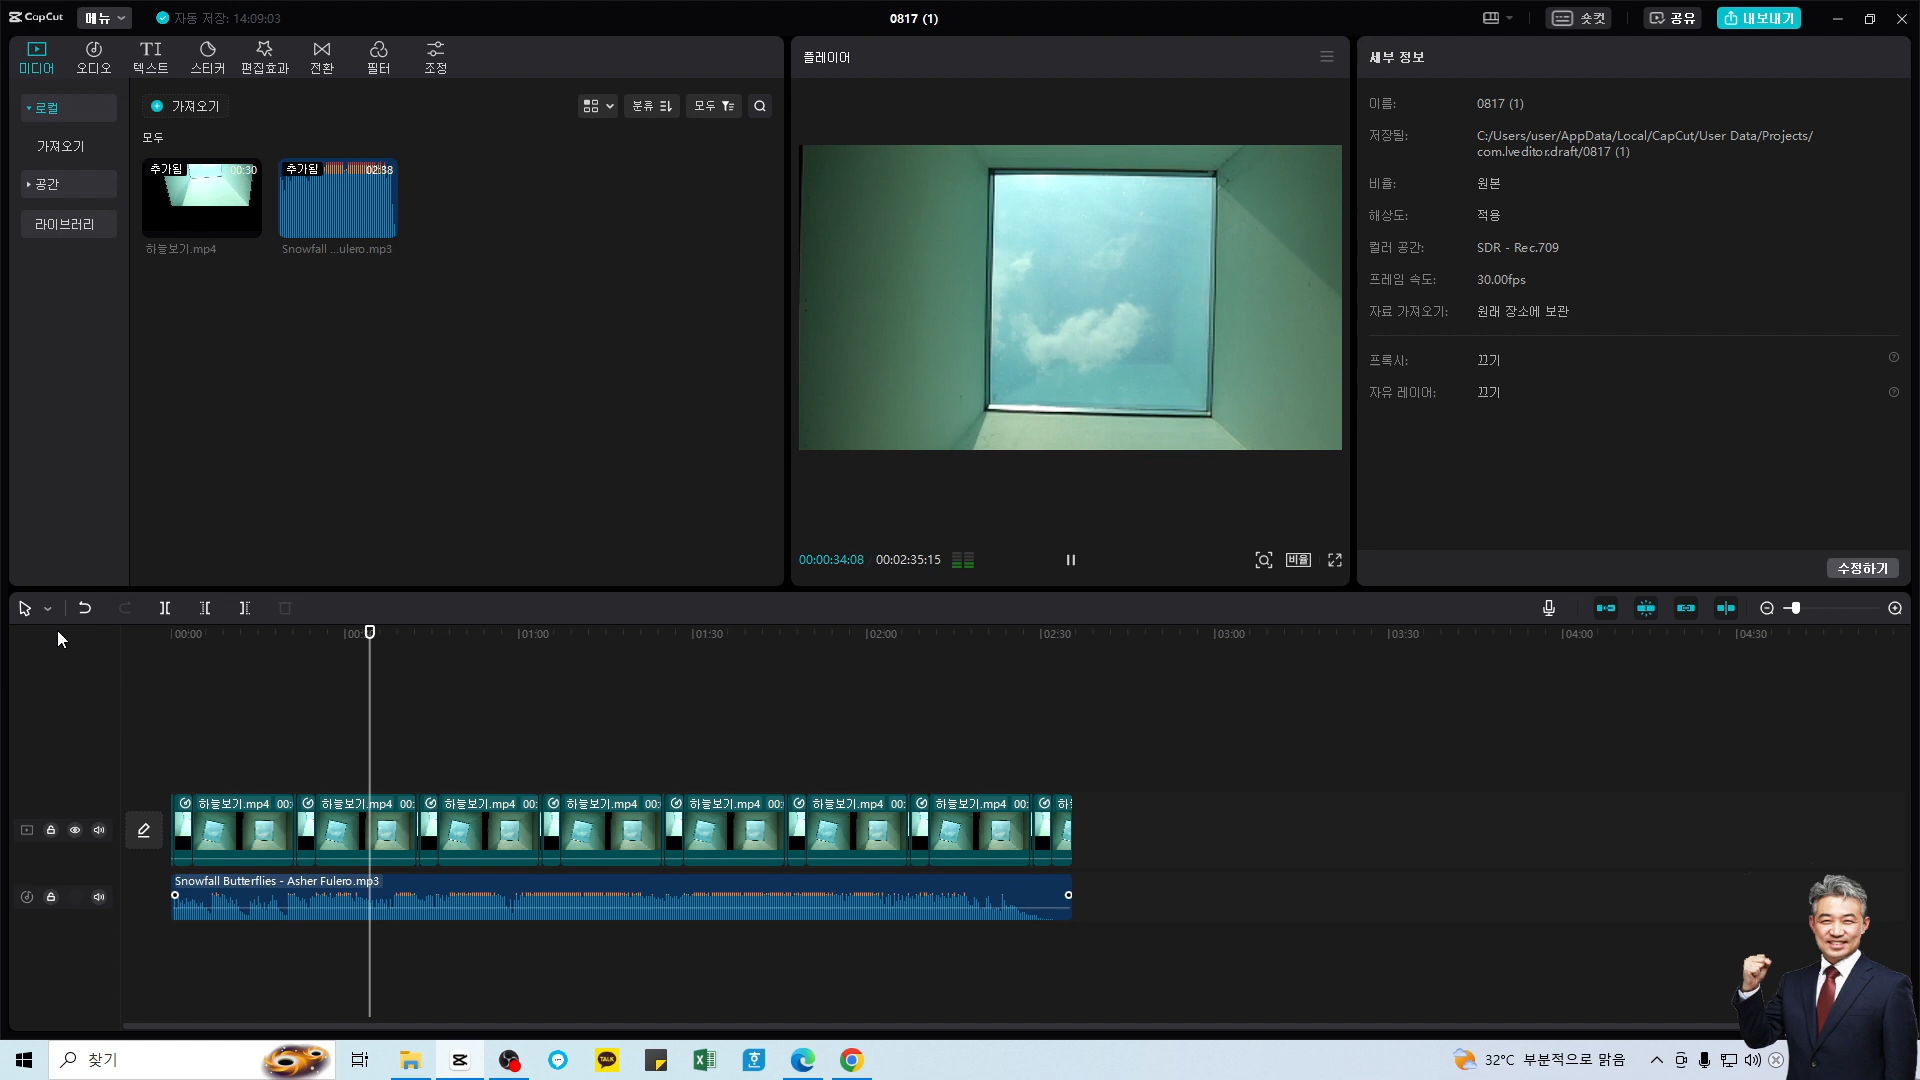 CapCut
메뉴
자동 저장: 14:09:03
0817 (1)
숏컷
공유
내보내기
미디어
오디오
텍스트
스티커
편집효과
전환
필터
조정
로컬
가져오기
공간
라이브러리
가져오기
분류
모두
모두
추가됨 00:30
추가됨 02:38
하늘보기.mp4
Snowfall ...ulero.mp3
플레이어
00:00:34:08
00:02:35:15
비율
세부 정보
이름: 0817 (1)
저장됨: C:/Users/user/AppData/Local/CapCut/User Data/Projects/
com.lveditor.draft/0817 (1)
비율: 원본
해상도: 적용
컬러 공간: SDR - Rec.709
프레임 속도: 30.00fps
자료 가져오기: 원래 장소에 보관
프록시: 끄기
자유 레이어: 끄기
수정하기
00:00 01:00 01:30 02:00 02:30 03:00 03:30 04:00 04:30
하늘보기.mp4 00: 하늘보기.mp4 00: 하늘보기.mp4 00: 하늘보기.mp4 00: 하늘보기.mp4 00: 하늘보기.mp4 00: 하늘보기.mp4 00:
Snowfall Butterflies - Asher Fulero.mp3
찾기
TALK
32°C 부분적으로 맑음